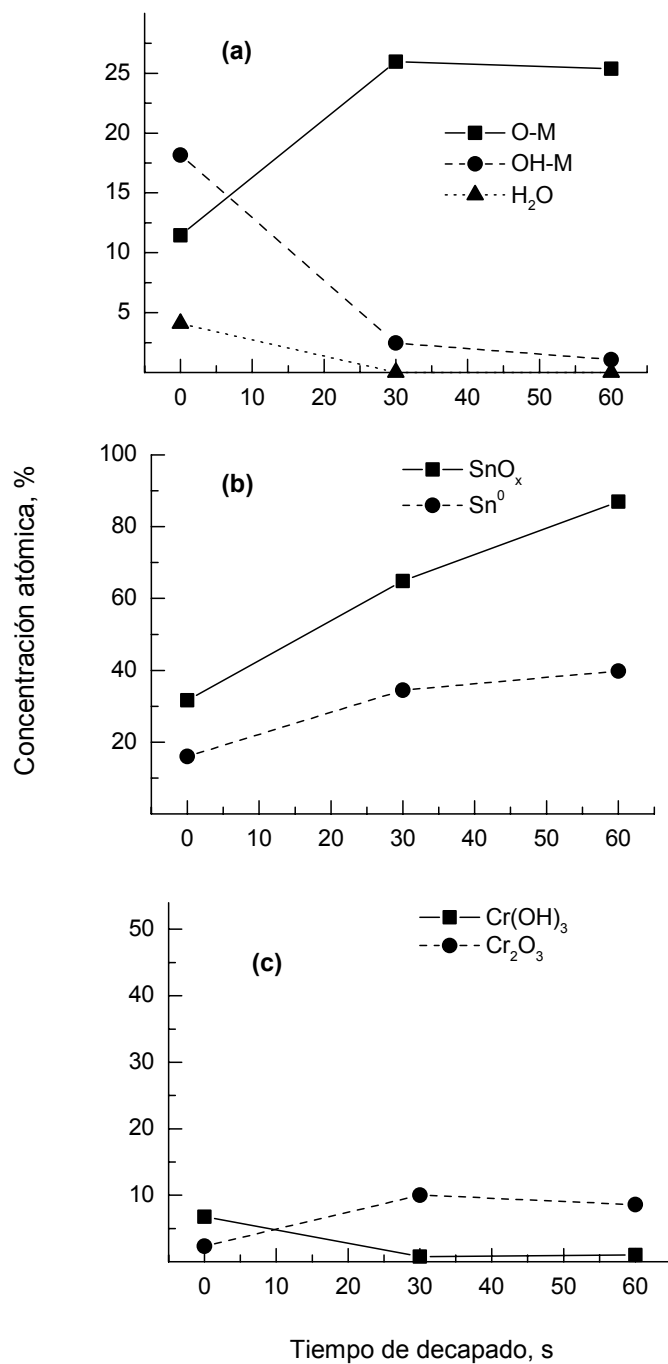 (a)
25
20
15
10
5
O-M
OH-M
H₂O
0 10 20 30 40 50 60
Concentración atómica, %
100
80
60
40
20
(b)
SnOₓ
Sn⁰
0 10 20 30 40 50 60
50
40
30
20
10
(c)
Cr(OH)₃
Cr₂O₃
0 10 20 30 40 50 60
Tiempo de decapado, s